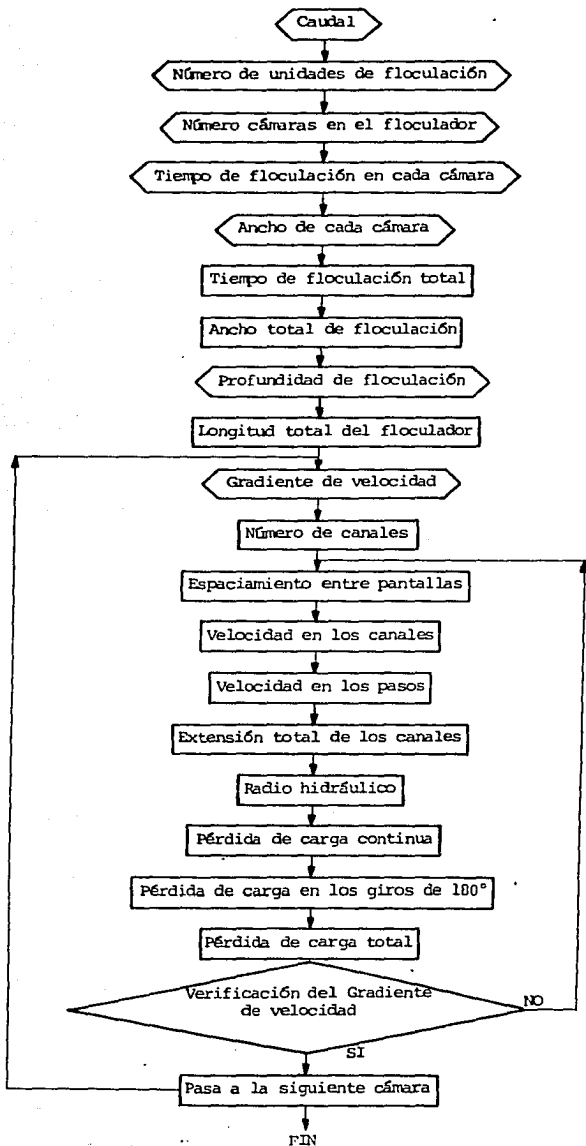 Caudal
Número de unidades de floculación
Número cámaras en el floculador
Tiempo de floculación en cada cámara
Ancho de cada cámara
Tiempo de floculación total
Ancho total de floculación
Profundidad de floculación
Longitud total del floculador
Gradiente de velocidad
Número de canales
Espaciamiento entre pantallas
Velocidad en los canales
Velocidad en los pasos
Extensión total de los canales
Radio hidráulico
Pérdida de carga continua
Pérdida de carga en los giros de 180°
Pérdida de carga total
Verificación del Gradiente
de velocidad
NO
SI
Pasa a la siguiente cámara
FIN